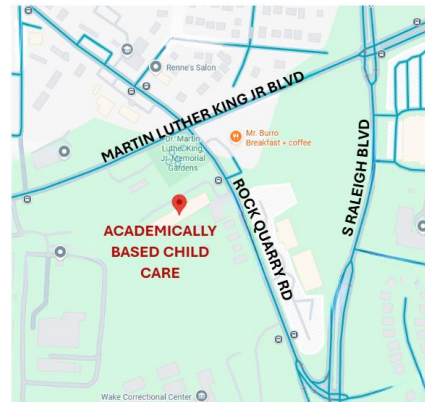 Renne's Salon
MARTIN LUTHER KING JR BLVD
Dr. Martin
Luther King
Jr. Memorial
Gardens
Mr. Burro
Breakfast + coffee
S RALEIGH BLVD
ROCK QUARRY RD
ACADEMICALLY
BASED CHILD
CARE
Wake Correctional Center